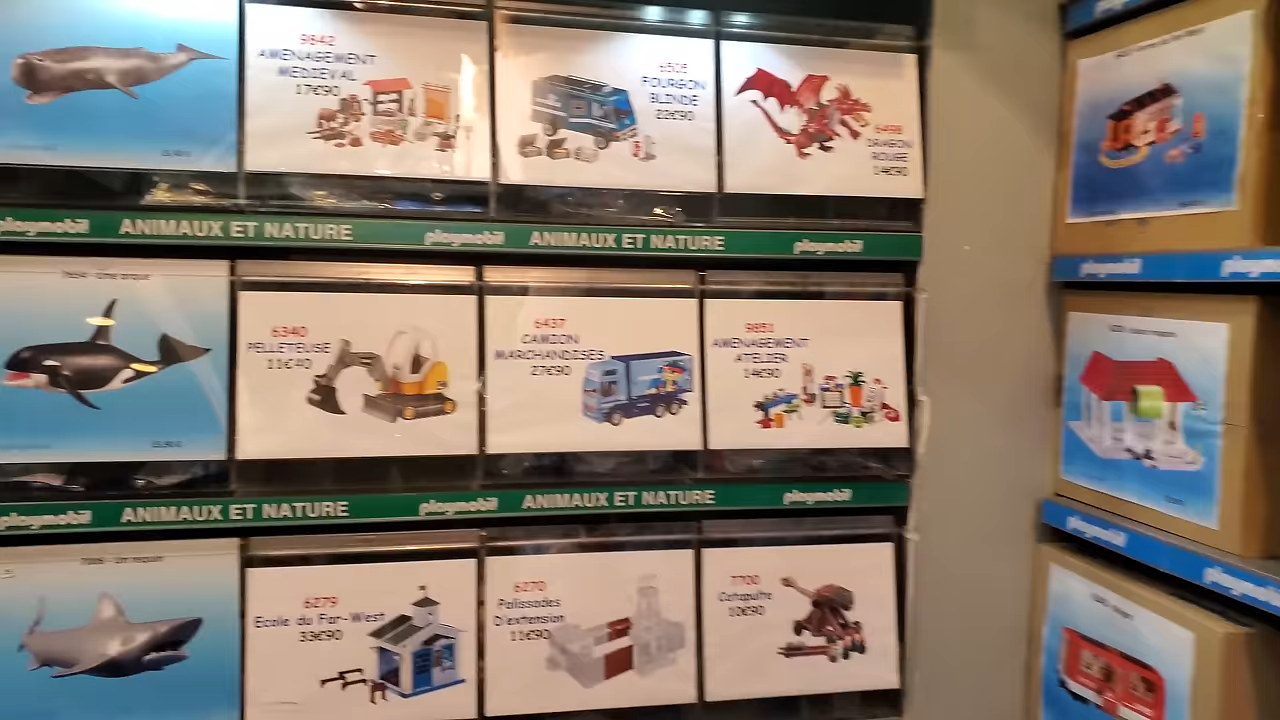 9842
AMENAGEMENT
MEDIEVAL
17€90
6505
FOURGON
BLINDE
22€90
6498
DRAGON
ROUGE
14€90
playmobil ANIMAUX ET NATURE playmobil ANIMAUX ET NATURE playmobil
6340
PELLETEUSE
11€40
6437
CAMION
MARCHANDISES
27€90
9851
AMENAGEMENT
ATELIER
14€90
playmobil ANIMAUX ET NATURE playmobil ANIMAUX ET NATURE playmobil
6279
Ecole du Far-West
33€90
6270
Palissades
D'extension
11€90
7700
Catapulte
10€90
playmobil
playmobil
playmobil
playmobil